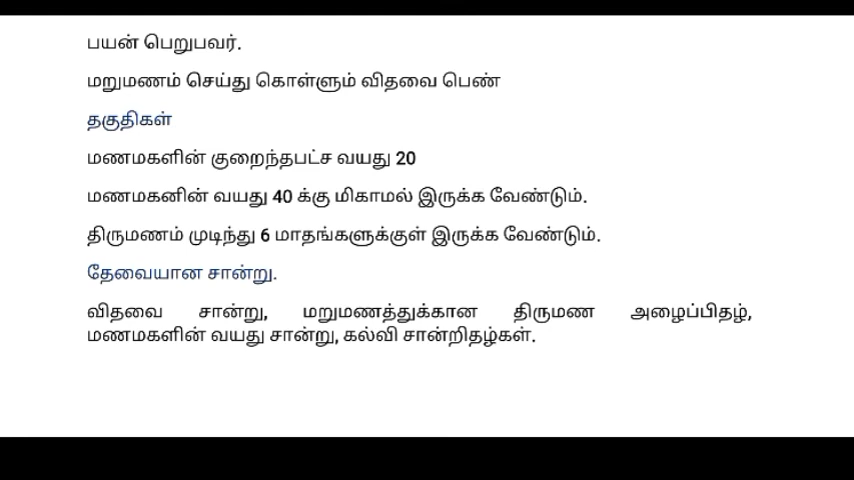 பயன் பெறுபவர்.
மறுமணம் செய்து கொள்ளும் விதவை பெண்
தகுதிகள்
மணமகளின் குறைந்தபட்ச வயது 20
மணமகனின் வயது 40 க்கு மிகாமல் இருக்க வேண்டும்.
திருமணம் முடிந்து 6 மாதங்களுக்குள் இருக்க வேண்டும்.
தேவையான சான்று.
விதவை சான்று, மறுமணத்துக்கான திருமண அழைப்பிதழ்,
மணமகளின் வயது சான்று, கல்வி சான்றிதழ்கள்.